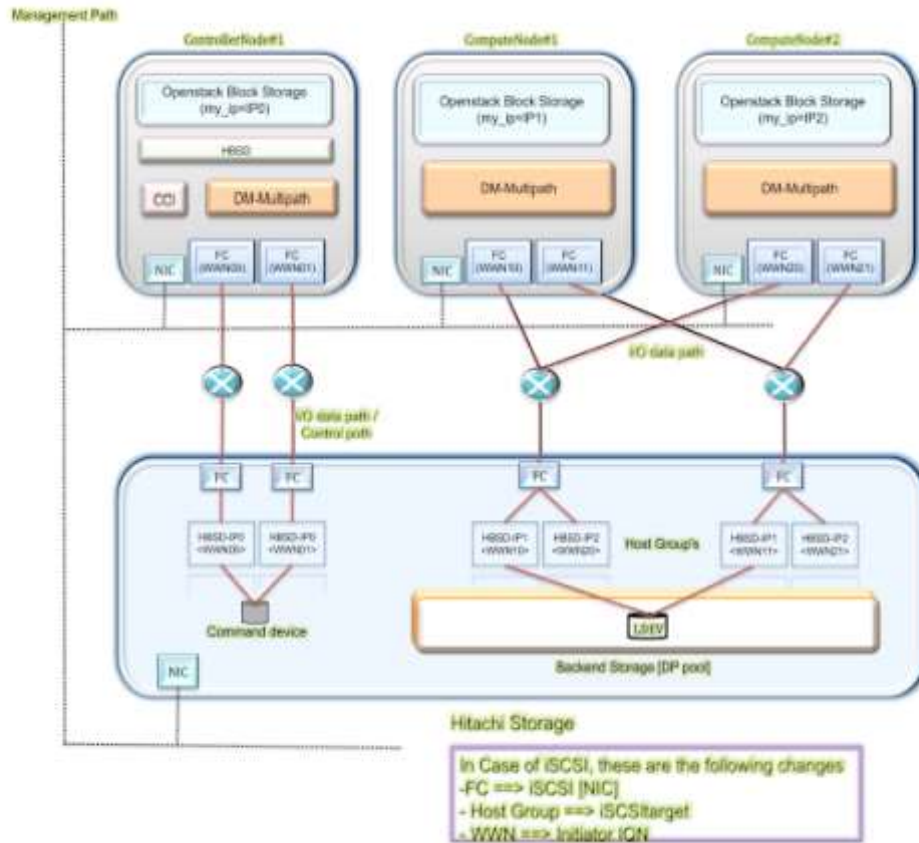 Management Path
ControllerNode#1
ComputeNode#1
ComputeNode#2
Openstack Block Storage
(my_ip=IP0)
Openstack Block Storage
(my_ip=IP1)
Openstack Block Storage
(my_ip=IP2)
HBSD
CCI
DM-Multipath
DM-Multipath
DM-Multipath
NIC
FC
(WWN00)
FC
(WWN01)
NIC
FC
(WWN10)
FC
(WWN11)
NIC
FC
(WWN20)
FC
(WWN21)
I/O data path
I/O data path /
Control path
FC
FC
FC
FC
HBSD-IP0
<WWN00>
HBSD-IP0
<WWN01>
HBSD-IP1
<WWN10>
HBSD-IP2
<WWN20>
Host Group's
HBSD-IP1
<WWN11>
HBSD-IP2
<WWN21>
Command device
LDEV
Backend Storage [DP pool]
NIC
Hitachi Storage
In Case of iSCSI, these are the following changes
-FC ==> iSCSI [NIC]
- Host Group ==> iSCSItarget
- WWN ==> Initiator IQN